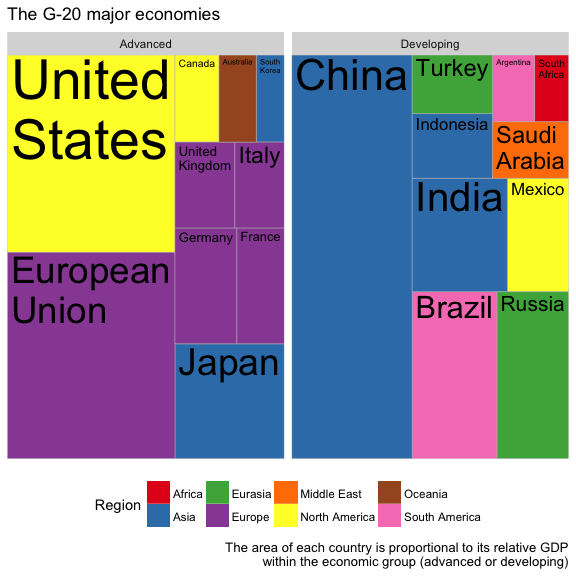 The G-20 major economies
Advanced
Developing
United
States
Canada
Australia
South
Korea
United
Kingdom
Italy
Germany
France
European
Union
Japan
China
Turkey
Argentina
South
Africa
Indonesia
Saudi
Arabia
India
Mexico
Brazil
Russia
Region
Africa
Eurasia
Middle East
Oceania
Asia
Europe
North America
South America
The area of each country is proportional to its relative GDP
within the economic group (advanced or developing)